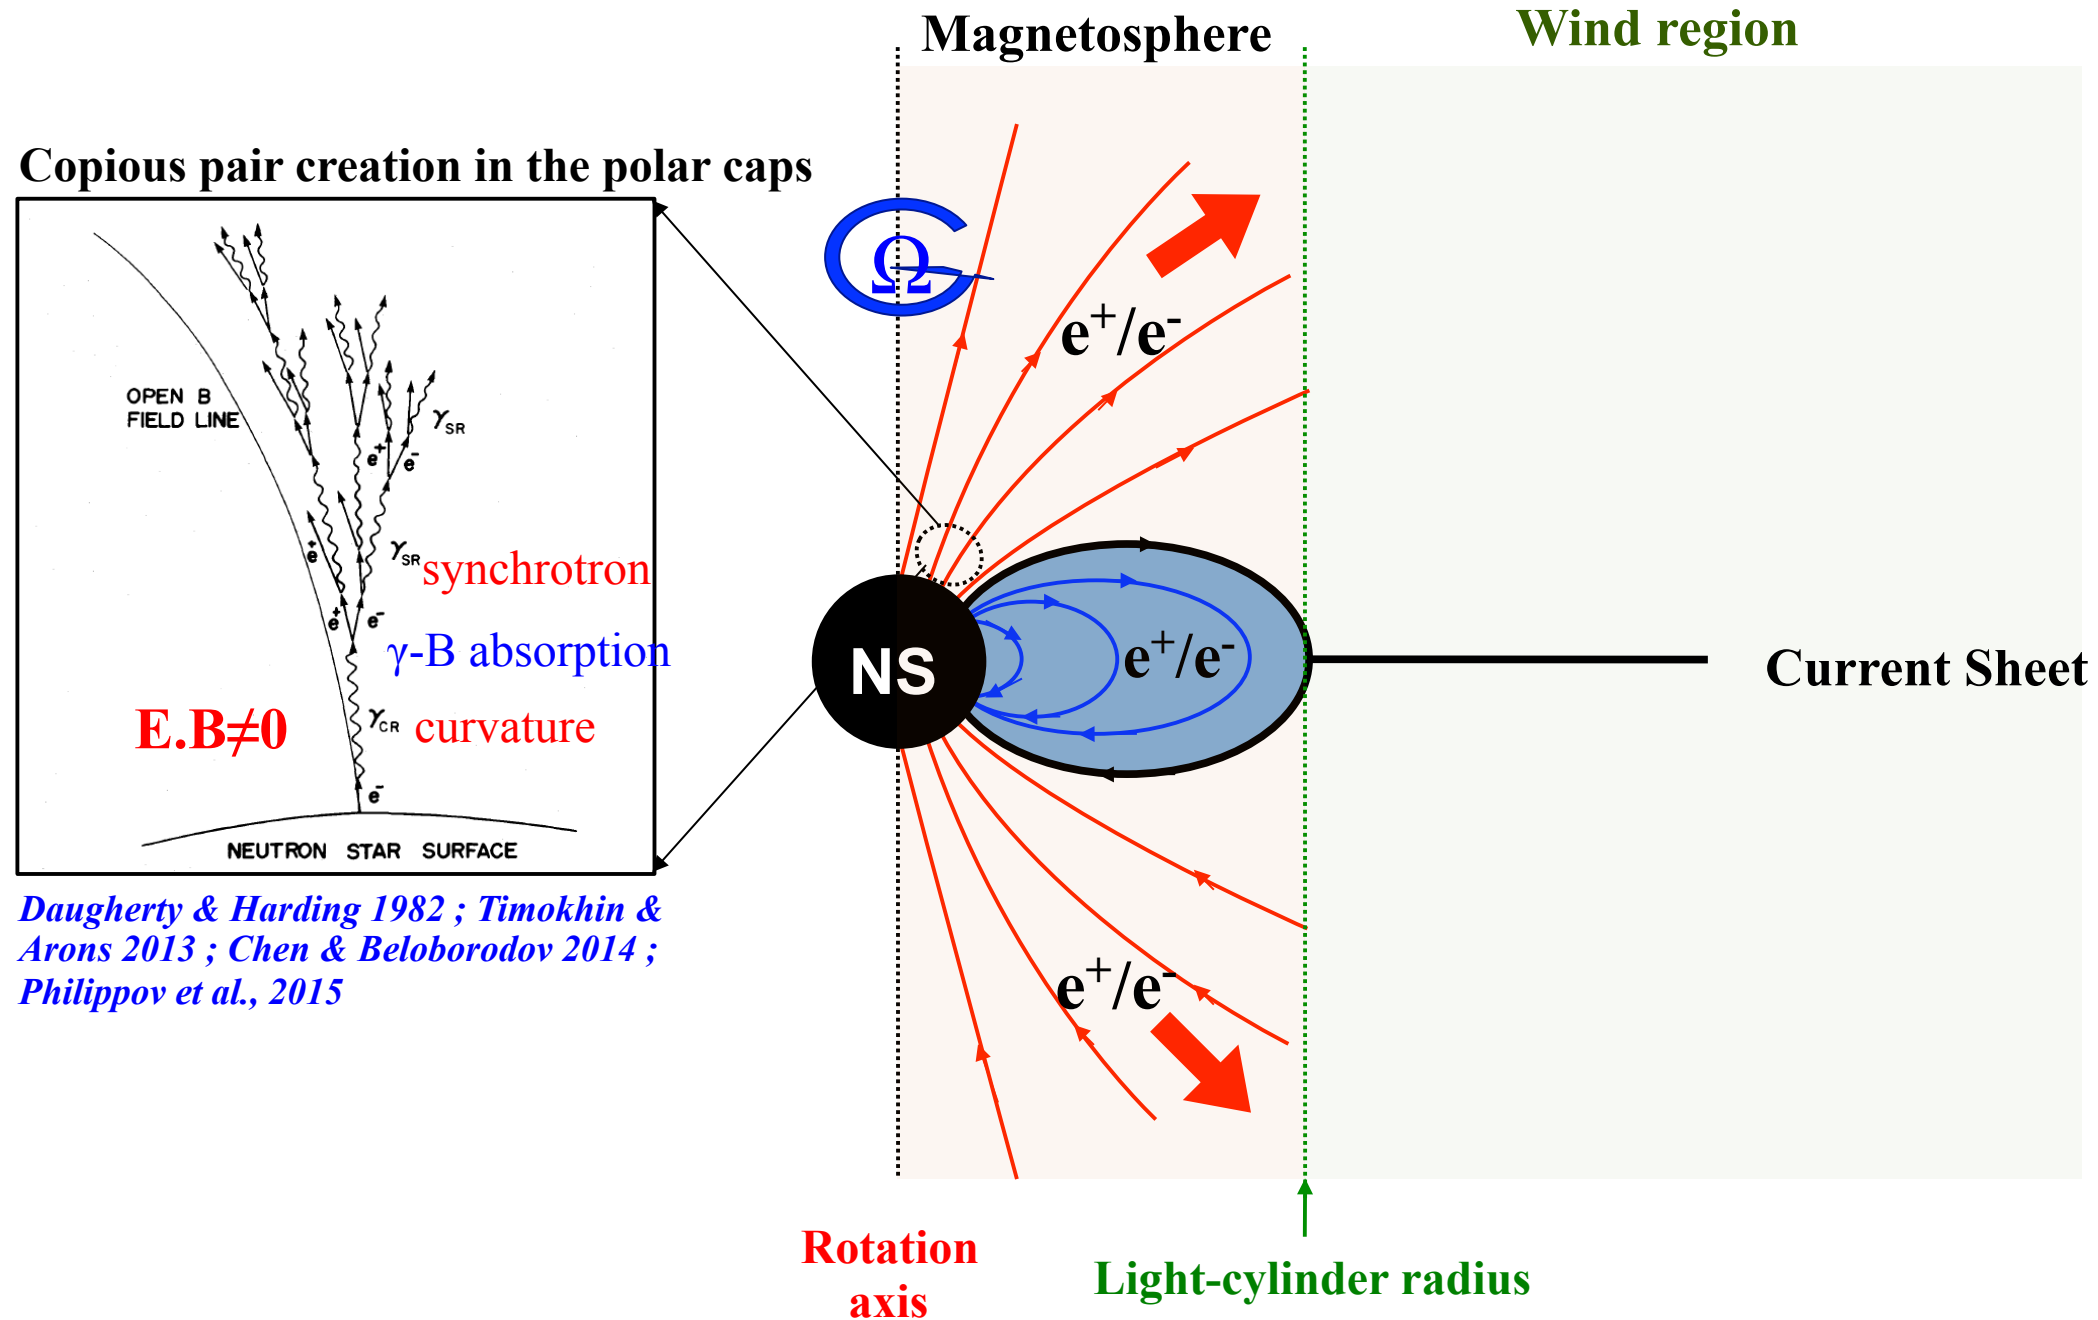 Magnetosphere
Wind region
Copious pair creation in the polar caps
Ω
OPEN B
FIELD LINE
γSR
e+
e-
e+/e-
e+
γSR
synchrotron
e+
e-
γ-B absorption
E.B≠0
γCR
curvature
e-
NEUTRON STAR SURFACE
NS
e+/e-
Current Sheet
Daugherty & Harding 1982 ; Timokhin &
Arons 2013 ; Chen & Beloborodov 2014 ;
Philippov et al., 2015
e+/e-
Rotation
axis
Light-cylinder radius